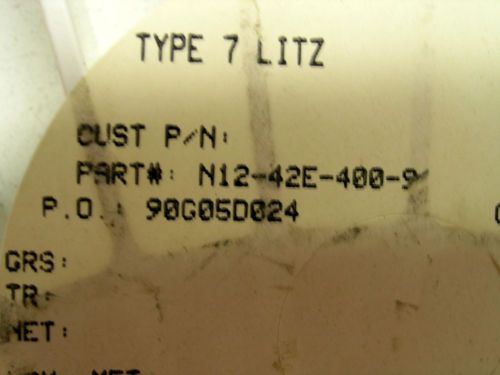 TYPE 7 LITZ
CUST P/N:
PART#: N12-42E-400-9
P.O.: 90G05D024
GRS:
TR:
NET: